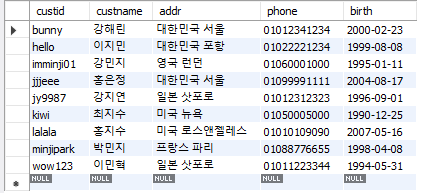 custid custname addr phone birth
bunny 강해린 대한민국 서울 01012341234 2000-02-23
hello 이지민 대한민국 포항 01022221234 1999-08-08
imminji01 강민지 영국 런던 01060001000 1995-01-11
jjjeee 홍은정 대한민국 서울 01099991111 2004-08-17
jy9987 강지연 일본 삿포로 01012312323 1996-09-01
kiwi 최지수 미국 뉴욕 01050005000 1990-12-25
lalala 홍지수 미국 로스앤젤레스 01010109090 2007-05-16
minjipark 박민지 프랑스 파리 01088776655 1998-04-08
wow123 이민혁 일본 삿포로 01011223344 1994-05-31
NULL NULL NULL NULL NULL